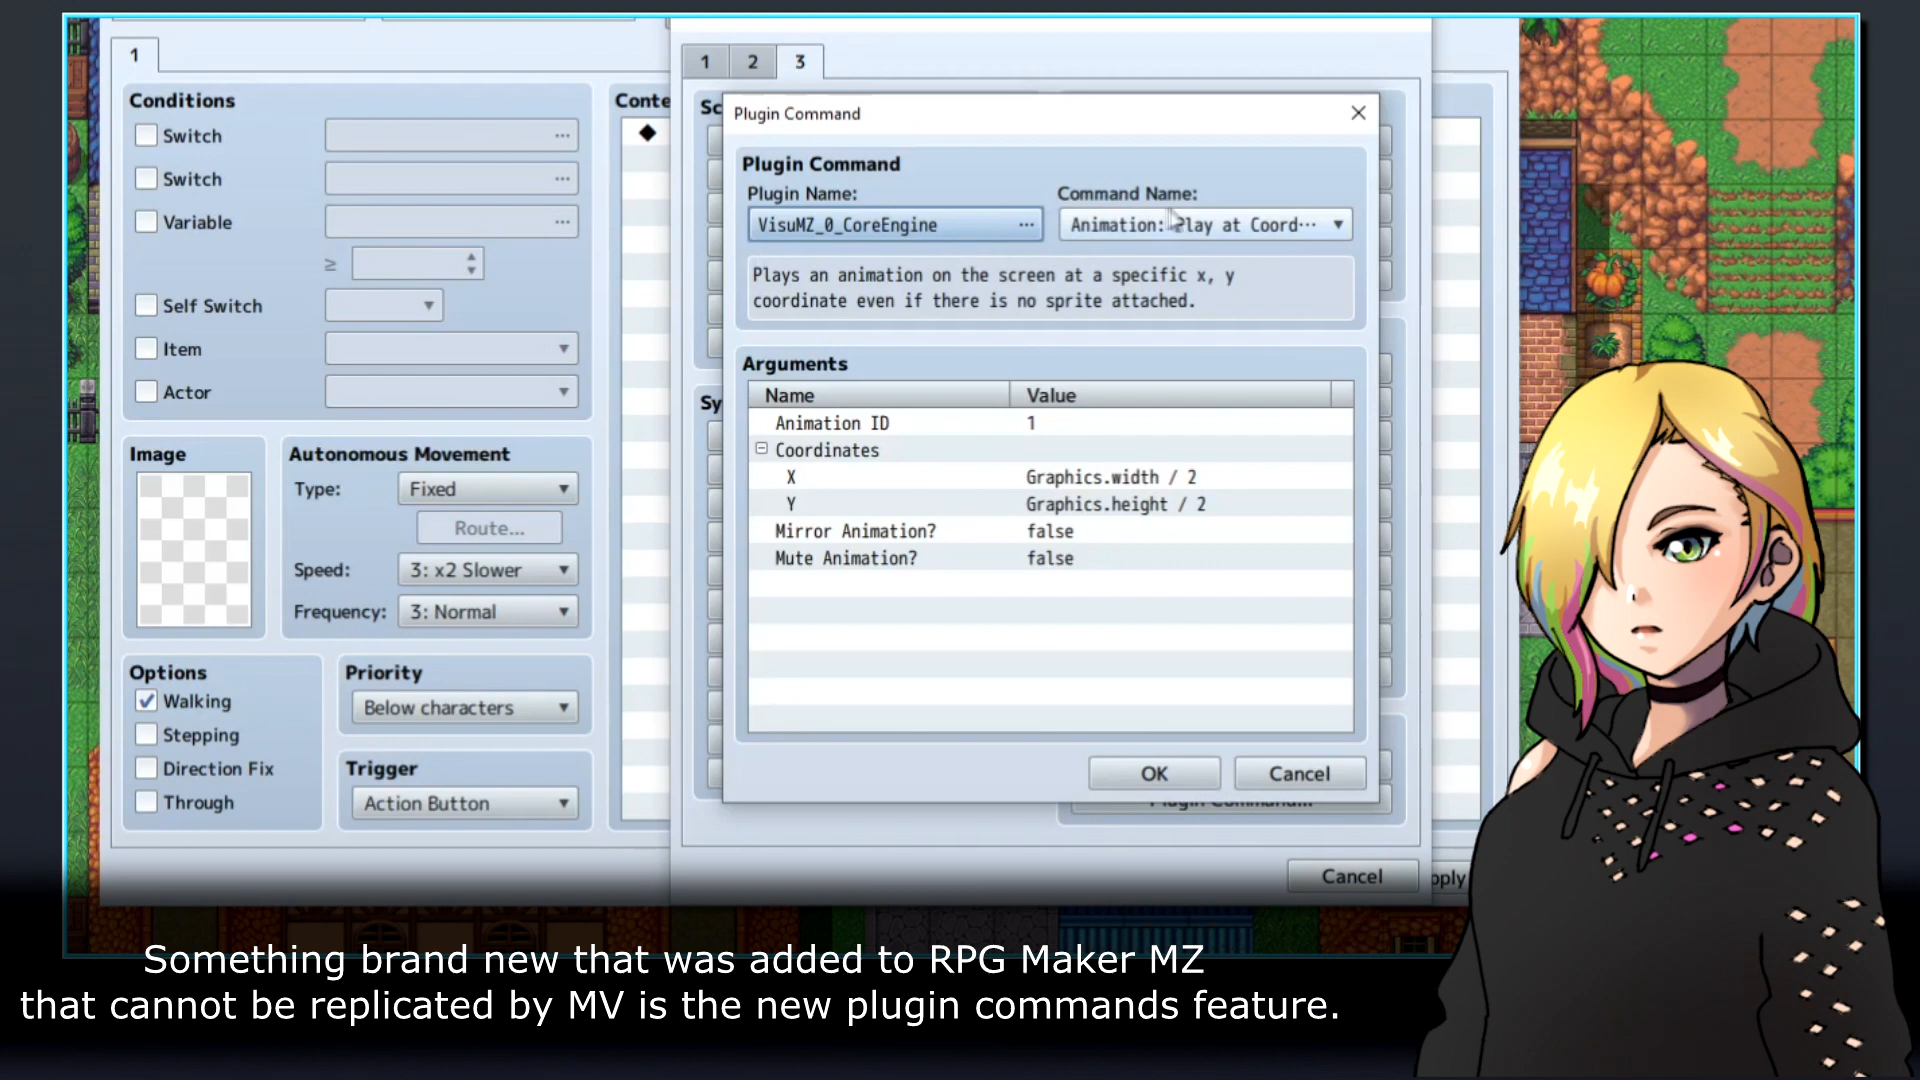 1
Conditions
Switch ...
Switch ...
Variable ...
≥
Self Switch
Item
Actor
Image
Autonomous Movement
Type: Fixed
Route...
Speed: 3: x2 Slower
Frequency: 3: Normal
Options
Walking
Stepping
Direction Fix
Through
Priority
Below characters
Trigger
Action Button
Conte
1 2 3
Sc
Sy
Plugin Command
Plugin Command
Plugin Name: Command Name:
VisuMZ_0_CoreEngine ... Animation: Play at Coord...
Plays an animation on the screen at a specific x, y
coordinate even if there is no sprite attached.
Arguments
Name Value
Animation ID 1
Coordinates
X Graphics.width / 2
Y Graphics.height / 2
Mirror Animation? false
Mute Animation? false
OK Cancel
Plugin Command...
Cancel
pply
Something brand new that was added to RPG Maker MZ
that cannot be replicated by MV is the new plugin commands feature.